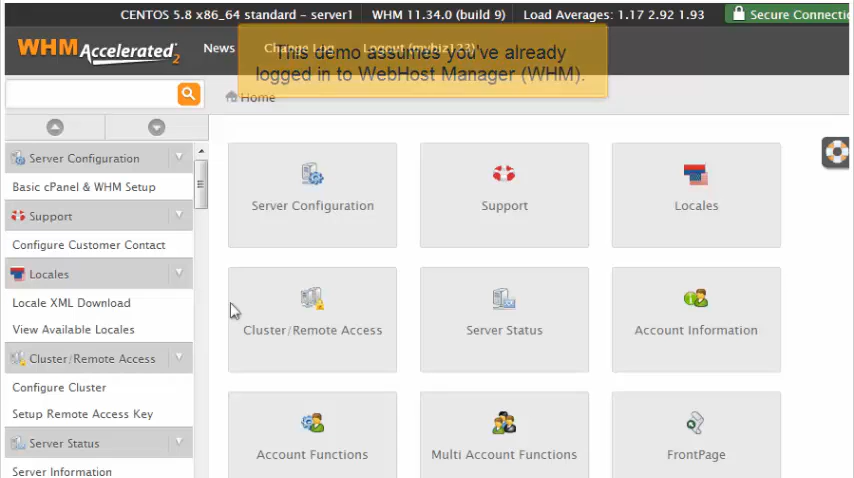 CENTOS 5.8 x86_64 standard – server1 WHM 11.34.0 (build 9) Load Averages: 1.17 2.92 1.93 Secure Connectio
WHM Accelerated 2
News Change Log Logout (mybiz123)
This demo assumes you've already
logged in to WebHost Manager (WHM).
Home
Server Configuration
Basic cPanel & WHM Setup
Support
Configure Customer Contact
Locales
Locale XML Download
View Available Locales
Cluster/Remote Access
Configure Cluster
Setup Remote Access Key
Server Status
Server Information
Server Configuration Support Locales
Cluster/Remote Access Server Status Account Information
Account Functions Multi Account Functions FrontPage